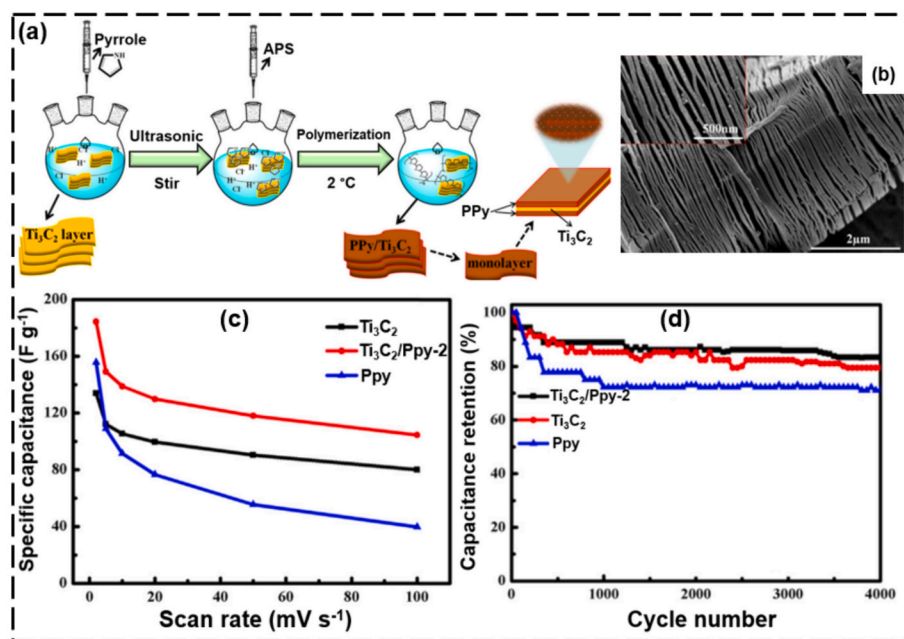 (a)
Pyrrole
NH
APS
Ultrasonic
Stir
Polymerization
2 °C
H⁺
Cl⁻
Ti₃C₂ layer
PPy/Ti₃C₂
monolayer
PPy
Ti₃C₂
(b)
500nm
2μm
(c)
Specific capacitance (F g⁻¹)
200
160
120
80
40
0
Ti₃C₂
Ti₃C₂/Ppy-2
Ppy
0 20 40 60 80 100
Scan rate (mV s⁻¹)
(d)
Capacitance retention (%)
100
80
60
40
20
0
Ti₃C₂/Ppy-2
Ti₃C₂
Ppy
0 1000 2000 3000 4000
Cycle number